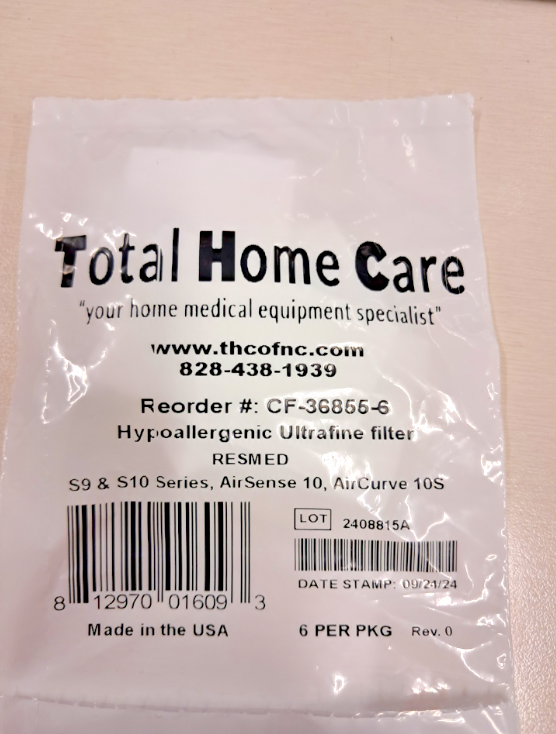 Total Home Care
"your home medical equipment specialist"
www.thcofnc.com
828-438-1939
Reorder #: CF-36855-6
Hypoallergenic Ultrafine filter
RESMED
S9 & S10 Series, AirSense 10, AirCurve 10S
LOT 2408815A
DATE STAMP: 09/24/24
8 12970 01609 3
Made in the USA
6 PER PKG Rev. 0